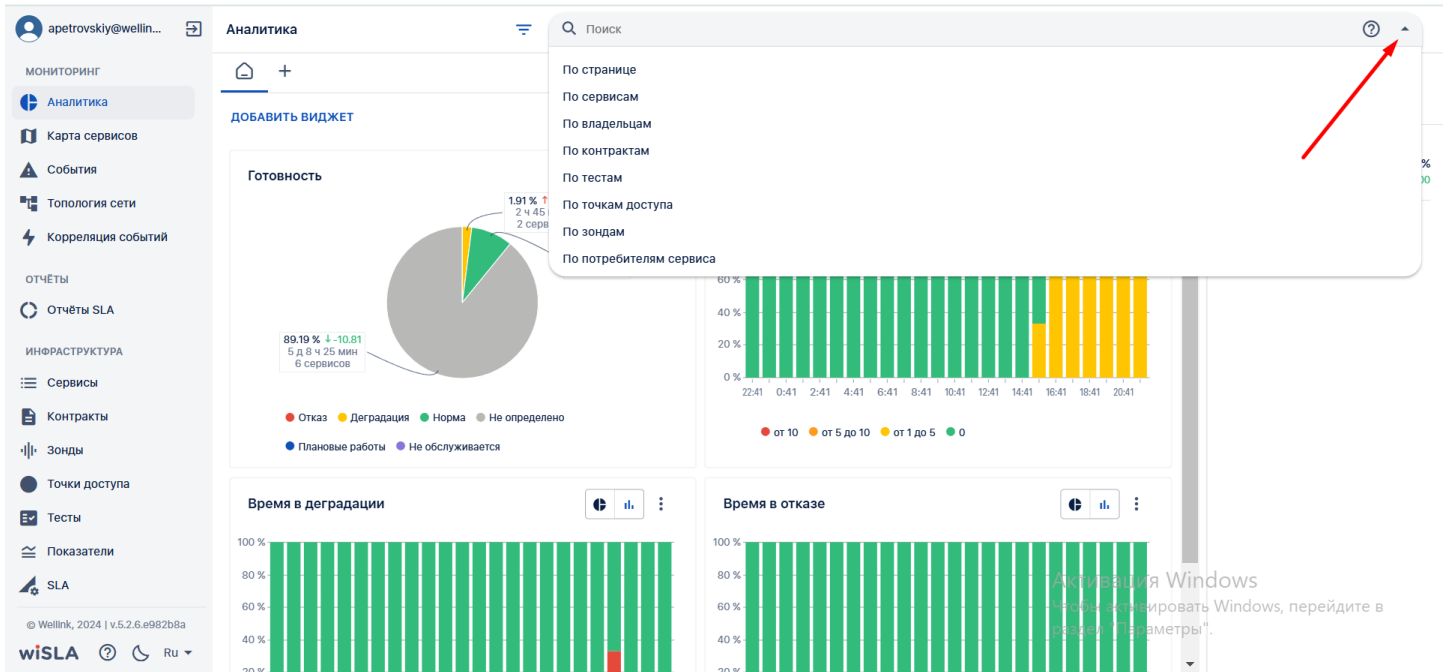 apetrovskiy@wellin...
МОНИТОРИНГ
Аналитика
Карта сервисов
События
Топология сети
Корреляция событий
ОТЧЁТЫ
Отчёты SLA
ИНФРАСТРУКТУРА
Сервисы
Контракты
Зонды
Точки доступа
Тесты
Показатели
SLA
© Wellink, 2024 | v.5.2.6.e982b8a
wiSLA
Ru
Аналитика
Поиск
По странице
По сервисам
По владельцам
По контрактам
По тестам
По точкам доступа
По зондам
По потребителям сервиса
ДОБАВИТЬ ВИДЖЕТ
Готовность
1.91 % ↑
2 ч 45
2 серв
89.19 % ↓ -10.81
5 д 8 ч 25 мин
6 сервисов
Отказ Деградация Норма Не определено
Плановые работы Не обслуживается
%
00
60 %
40 %
20 %
0 %
22:41 0:41 2:41 4:41 6:41 8:41 10:41 12:41 14:41 16:41 18:41 20:41
от 10 от 5 до 10 от 1 до 5 0
Время в деградации
100 %
80 %
60 %
40 %
20 %
Время в отказе
100 %
80 %
60 %
40 %
20 %
Активация Windows
Чтобы активировать Windows, перейдите в
раздел "Параметры".